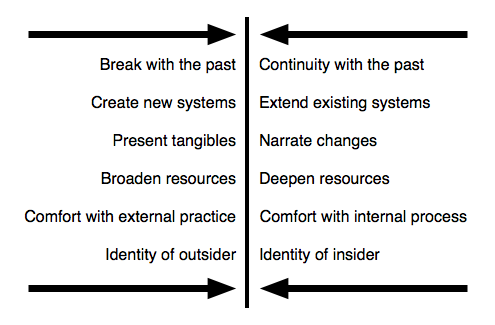 Break with the past
Continuity with the past
Create new systems
Extend existing systems
Present tangibles
Narrate changes
Broaden resources
Deepen resources
Comfort with external practice
Comfort with internal process
Identity of outsider
Identity of insider